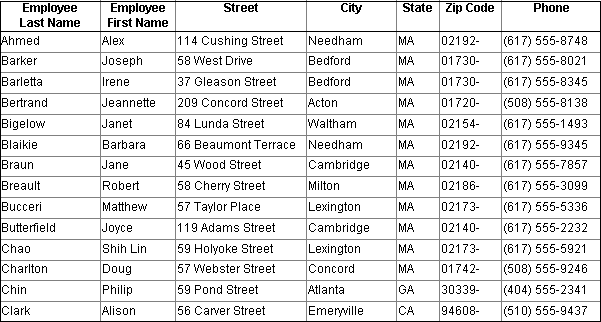 Employee Last Name Employee First Name Street City State Zip Code Phone
Ahmed Alex 114 Cushing Street Needham MA 02192- (617) 555-8748
Barker Joseph 58 West Drive Bedford MA 01730- (617) 555-8021
Barletta Irene 37 Gleason Street Bedford MA 01730- (617) 555-8345
Bertrand Jeannette 209 Concord Street Acton MA 01720- (508) 555-8138
Bigelow Janet 84 Lunda Street Waltham MA 02154- (617) 555-1493
Blaikie Barbara 66 Beaumont Terrace Needham MA 02192- (617) 555-9345
Braun Jane 45 Wood Street Cambridge MA 02140- (617) 555-7857
Breault Robert 58 Cherry Street Milton MA 02186- (617) 555-3099
Bucceri Matthew 57 Taylor Place Lexington MA 02173- (617) 555-5336
Butterfield Joyce 119 Adams Street Cambridge MA 02140- (617) 555-2232
Chao Shih Lin 59 Holyoke Street Lexington MA 02173- (617) 555-5921
Charlton Doug 57 Webster Street Concord MA 01742- (508) 555-9246
Chin Philip 59 Pond Street Atlanta GA 30339- (404) 555-2341
Clark Alison 56 Carver Street Emeryville CA 94608- (510) 555-9437